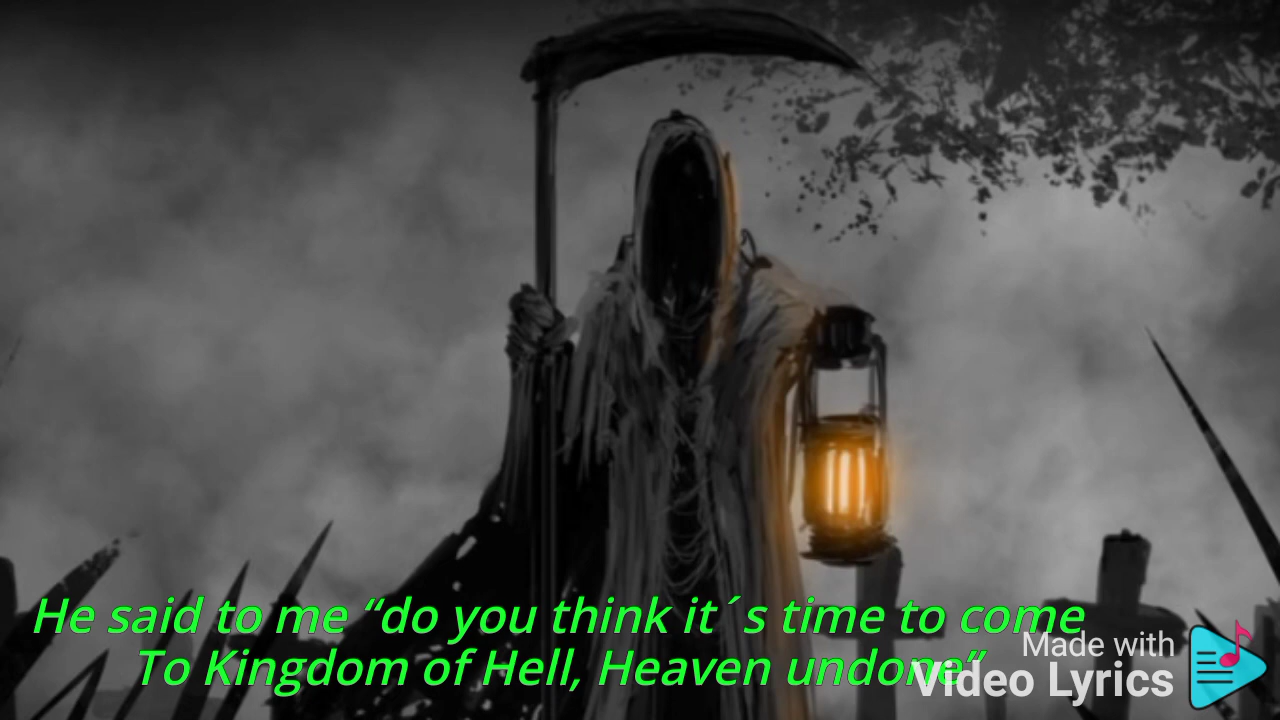 He said to me “do you think it´s time to come
To Kingdom of Hell, Heaven undone”
Made with
Video Lyrics